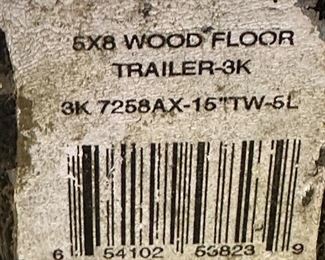 5X8 WOOD FLOOR
TRAILER-3K
3K 7258AX-15"TW-5L
6 54102 53823 9